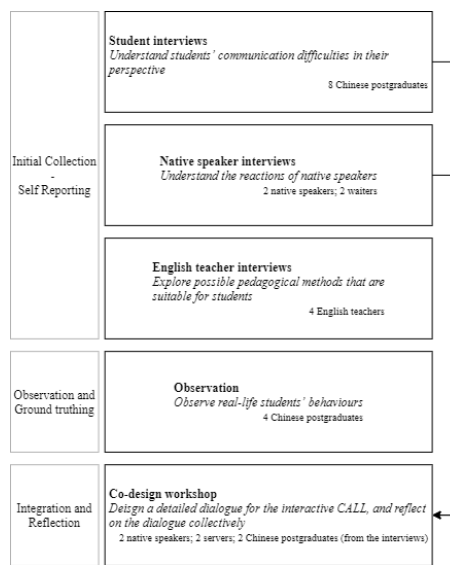 Student interviews
Understand students' communication difficulties in their
perspective
8 Chinese postgraduates
Initial Collection
-
Self Reporting
Native speaker interviews
Understand the reactions of native speakers
2 native speakers; 2 waiters
English teacher interviews
Explore possible pedagogical methods that are
suitable for students
4 English teachers
Observation and
Ground truthing
Observation
Observe real-life students' behaviours
4 Chinese postgraduates
Integration and
Reflection
Co-design workshop
Deisgn a detailed dialogue for the interactive CALL, and reflect
on the dialogue collectively
2 native speakers; 2 servers; 2 Chinese postgraduates (from the interviews)